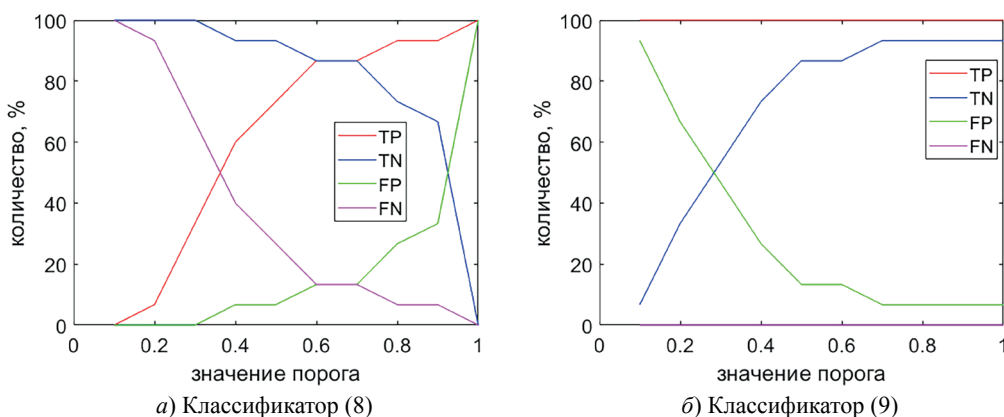 количество, %
100
80
60
40
20
0
TP
TN
FP
FN
0 0.2 0.4 0.6 0.8 1
значение порога
а) Классификатор (8)
количество, %
100
80
60
40
20
0
TP
TN
FP
FN
0 0.2 0.4 0.6 0.8 1
значение порога
б) Классификатор (9)